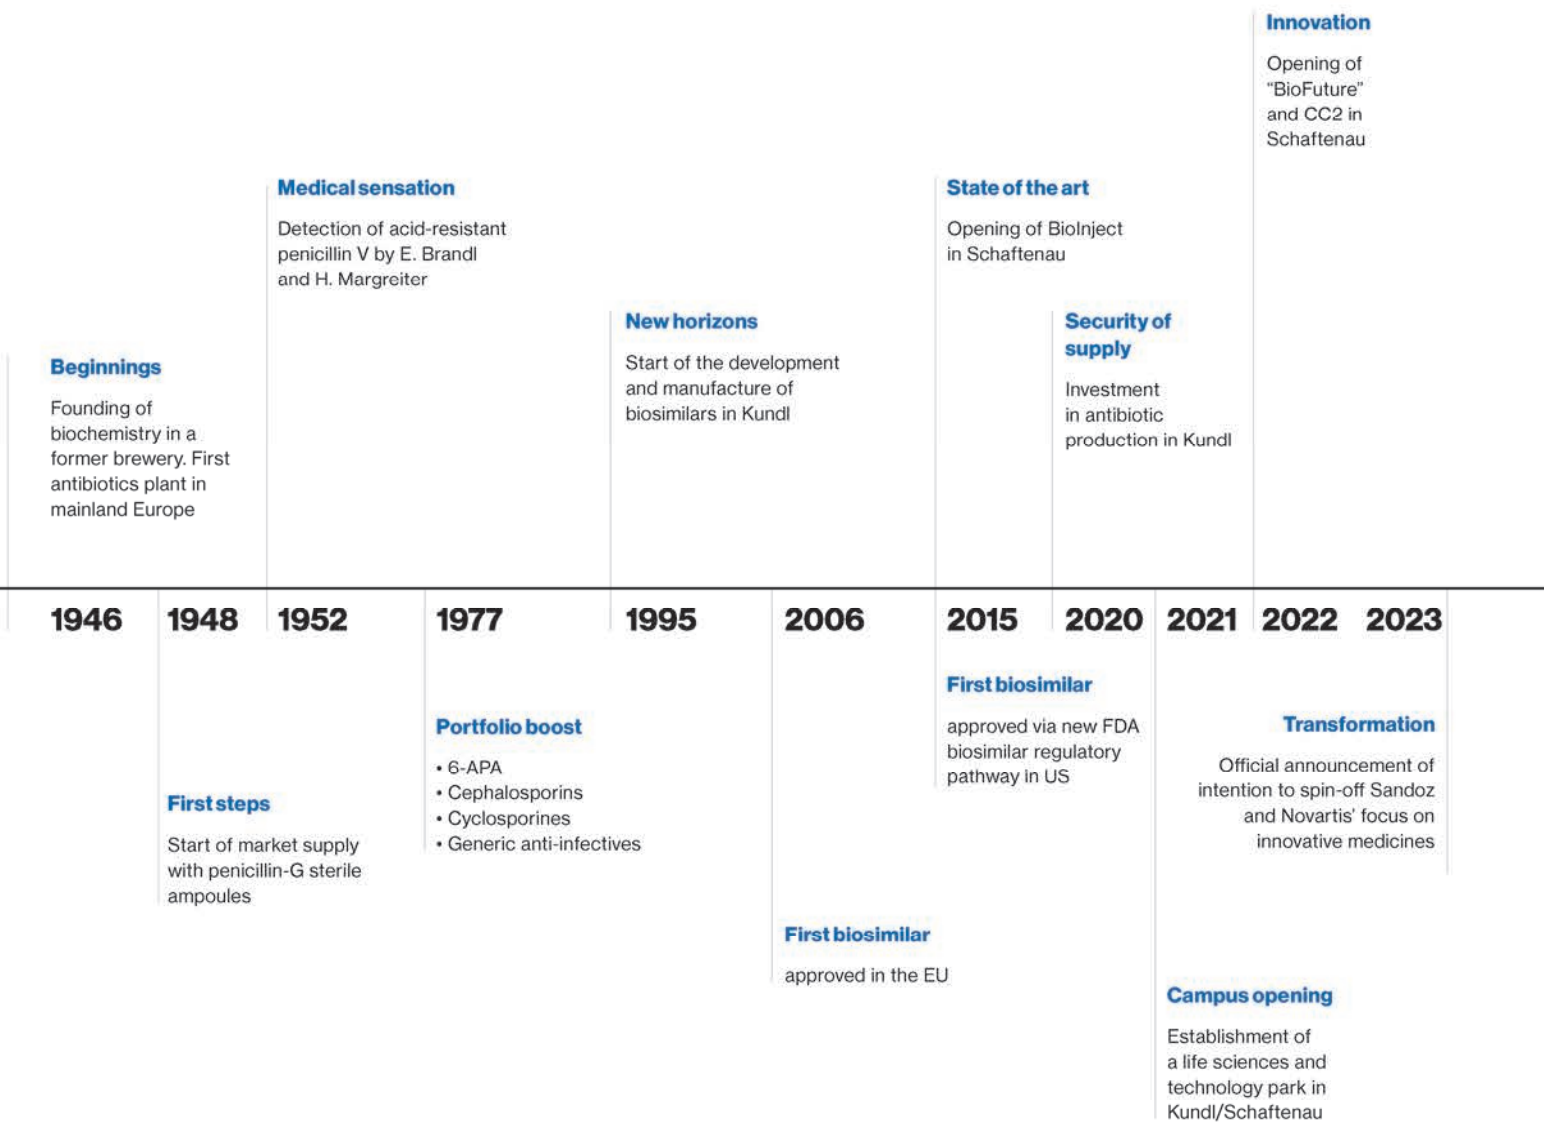 Innovation
Opening of
“BioFuture”
and CC2 in
Schaftenau
Medical sensation
Detection of acid-resistant
penicillin V by E. Brandl
and H. Margreiter
State of the art
Opening of BioInject
in Schaftenau
New horizons
Start of the development
and manufacture of
biosimilars in Kundl
Security of
supply
Investment
in antibiotic
production in Kundl
Beginnings
Founding of
biochemistry in a
former brewery. First
antibiotics plant in
mainland Europe
1946 1948 1952 1977 1995 2006 2015 2020 2021 2022 2023
First steps
Start of market supply
with penicillin-G sterile
ampoules
Portfolio boost
• 6-APA
• Cephalosporins
• Cyclosporines
• Generic anti-infectives
First biosimilar
approved in the EU
First biosimilar
approved via new FDA
biosimilar regulatory
pathway in US
Campus opening
Establishment of
a life sciences and
technology park in
Kundl/Schaftenau
Transformation
Official announcement of
intention to spin-off Sandoz
and Novartis’ focus on
innovative medicines